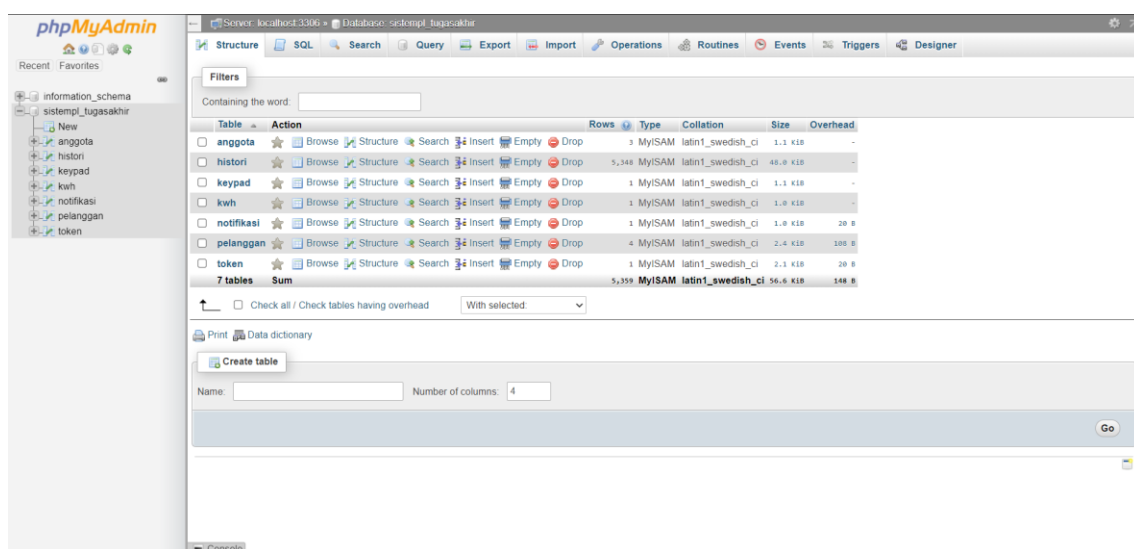 phpMyAdmin
Recent Favorites
information_schema
sistempl_tugasakhir
New
anggota
histori
keypad
kwh
notifikasi
pelanggan
token
Server: localhost:3306 » Database: sistempl_tugasakhir
Structure SQL Search Query Export Import Operations Routines Events Triggers Designer
Filters
Containing the word:
Table Action Rows Type Collation Size Overhead
anggota Browse Structure Search Insert Empty Drop 3 MyISAM latin1_swedish_ci 1.1 KiB -
histori Browse Structure Search Insert Empty Drop 5,348 MyISAM latin1_swedish_ci 48.0 KiB -
keypad Browse Structure Search Insert Empty Drop 1 MyISAM latin1_swedish_ci 1.1 KiB -
kwh Browse Structure Search Insert Empty Drop 1 MyISAM latin1_swedish_ci 1.0 KiB -
notifikasi Browse Structure Search Insert Empty Drop 1 MyISAM latin1_swedish_ci 1.0 KiB 20 B
pelanggan Browse Structure Search Insert Empty Drop 4 MyISAM latin1_swedish_ci 2.4 KiB 108 B
token Browse Structure Search Insert Empty Drop 1 MyISAM latin1_swedish_ci 2.1 KiB 20 B
7 tables Sum 5,359 MyISAM latin1_swedish_ci 56.6 KiB 148 B
Check all / Check tables having overhead With selected:
Print Data dictionary
Create table
Name: Number of columns: 4
Go
Console